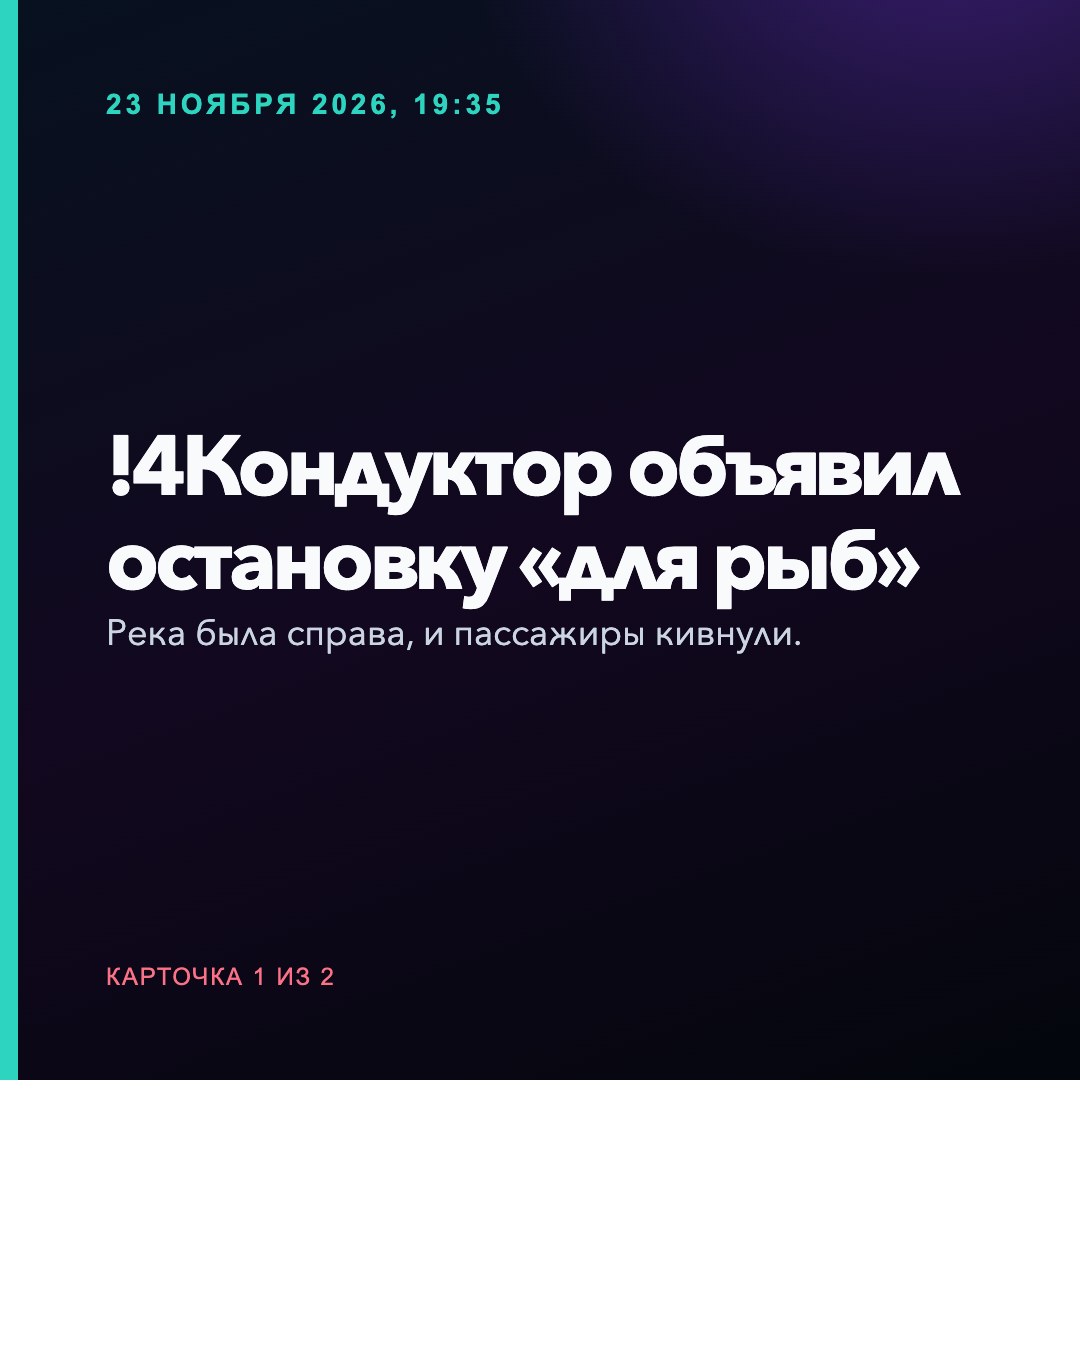 23 НОЯБРЯ 2026, 19:35
!4Кондуктор объявил
остановку «для рыб»
Река была справа, и пассажиры кивнули.
КАРТОЧКА 1 ИЗ 2